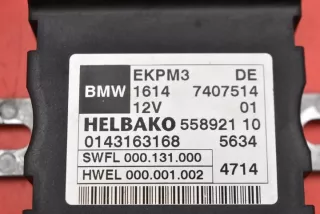 EKPM3 DE
BMW 1614 7407514
12V 01
HELBAKO 558921 10
0143163168 5634
SWFL 000.131.000
HWEL 000.001.002 4714